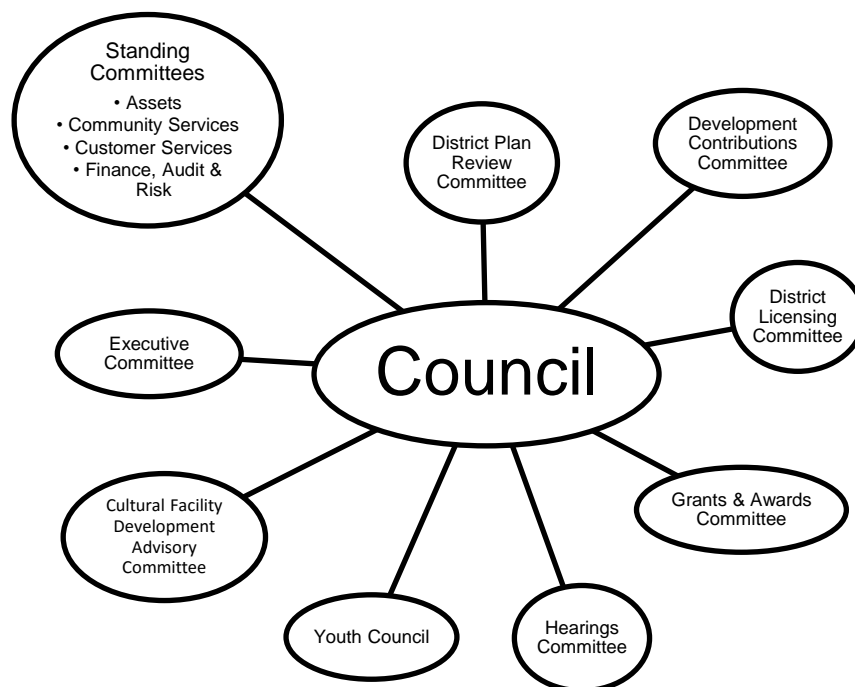 Standing
Committees
• Assets
• Community Services
• Customer Services
• Finance, Audit &
Risk
District Plan
Review
Committee
Development
Contributions
Committee
District
Licensing
Committee
Executive
Committee
Council
Grants & Awards
Committee
Cultural Facility
Development
Advisory
Committee
Youth Council
Hearings
Committee